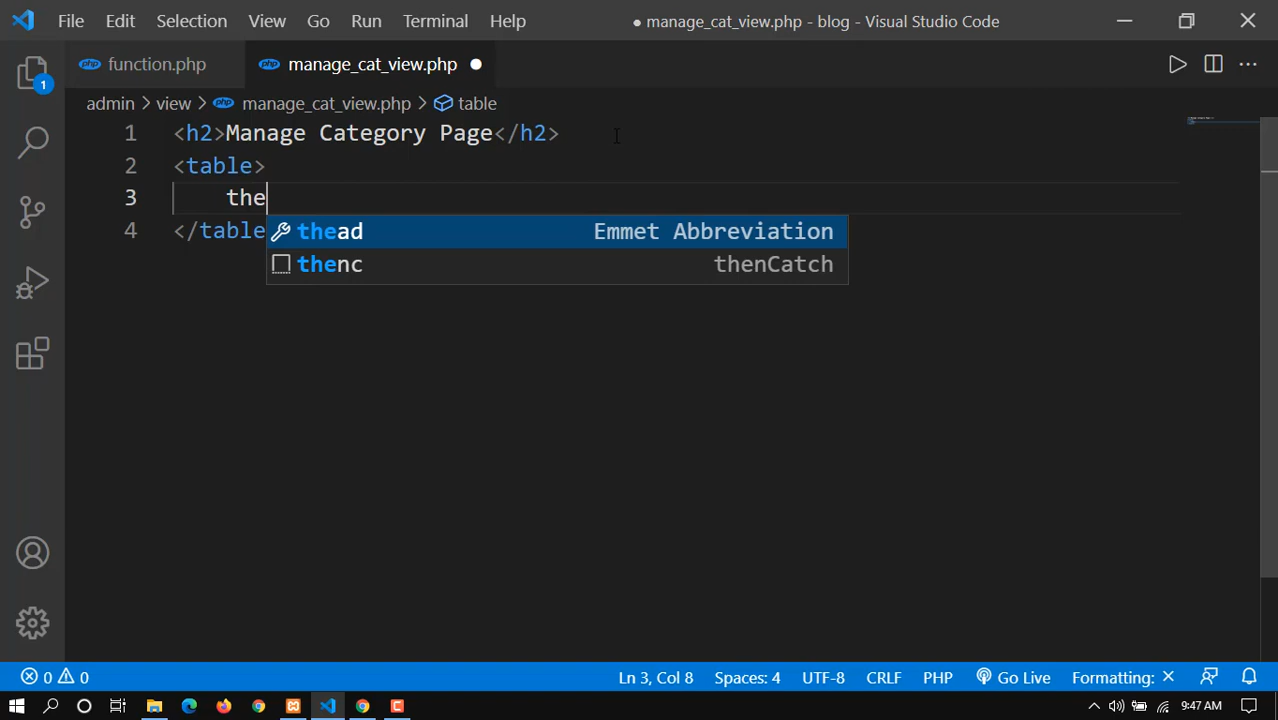 File Edit Selection View Go Run Terminal Help ● manage_cat_view.php - blog - Visual Studio Code
function.php manage_cat_view.php
admin > view > manage_cat_view.php > table
1 <h2>Manage Category Page</h2>
2 <table>
3 the
4 </table
thead Emmet Abbreviation
thenc thenCatch
1
0 0 Ln 3, Col 8 Spaces: 4 UTF-8 CRLF PHP Go Live Formatting: ×
9:47 AM